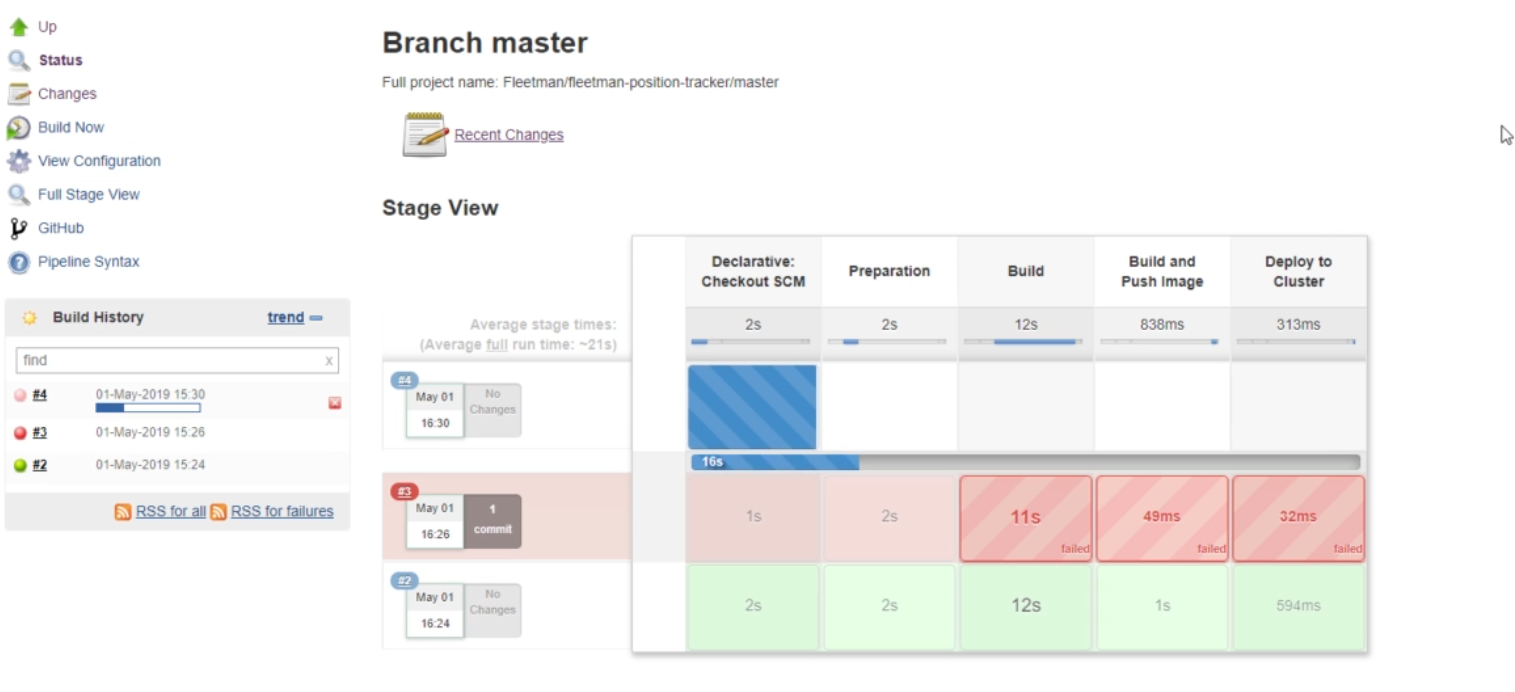 Up
Status
Changes
Build Now
View Configuration
Full Stage View
GitHub
Pipeline Syntax
Build History
trend
find
x
#4 01-May-2019 15:30
#3 01-May-2019 15:26
#2 01-May-2019 15:24
RSS for all RSS for failures
Branch master
Full project name: Fleetman/fleetman-position-tracker/master
Recent Changes
Stage View
Declarative:
Checkout SCM
Preparation
Build
Build and
Push Image
Deploy to
Cluster
Average stage times:
(Average full run time: ~21s)
2s
2s
12s
838ms
313ms
#4
May 01
16:30
No
Changes
16s
#3
May 01
16:26
1
commit
1s
2s
11s
failed
49ms
failed
32ms
failed
#2
May 01
16:24
No
Changes
2s
2s
12s
1s
594ms